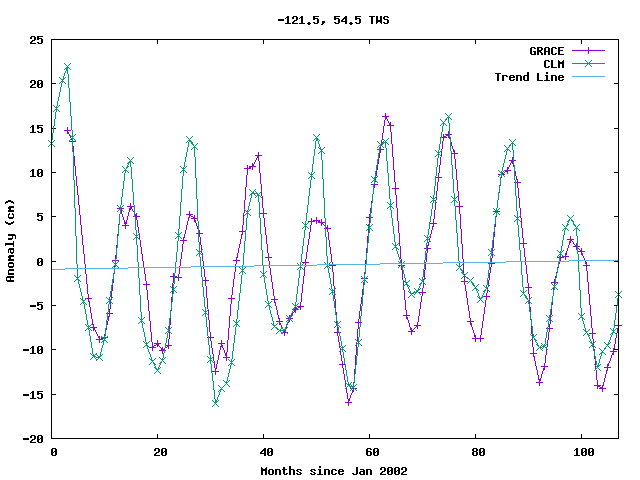 -121.5, 54.5 TWS
GRACE
CLM
Trend Line
Anomaly (cm)
25
20
15
10
5
0
-5
-10
-15
-20
0 20 40 60 80 100
Months since Jan 2002